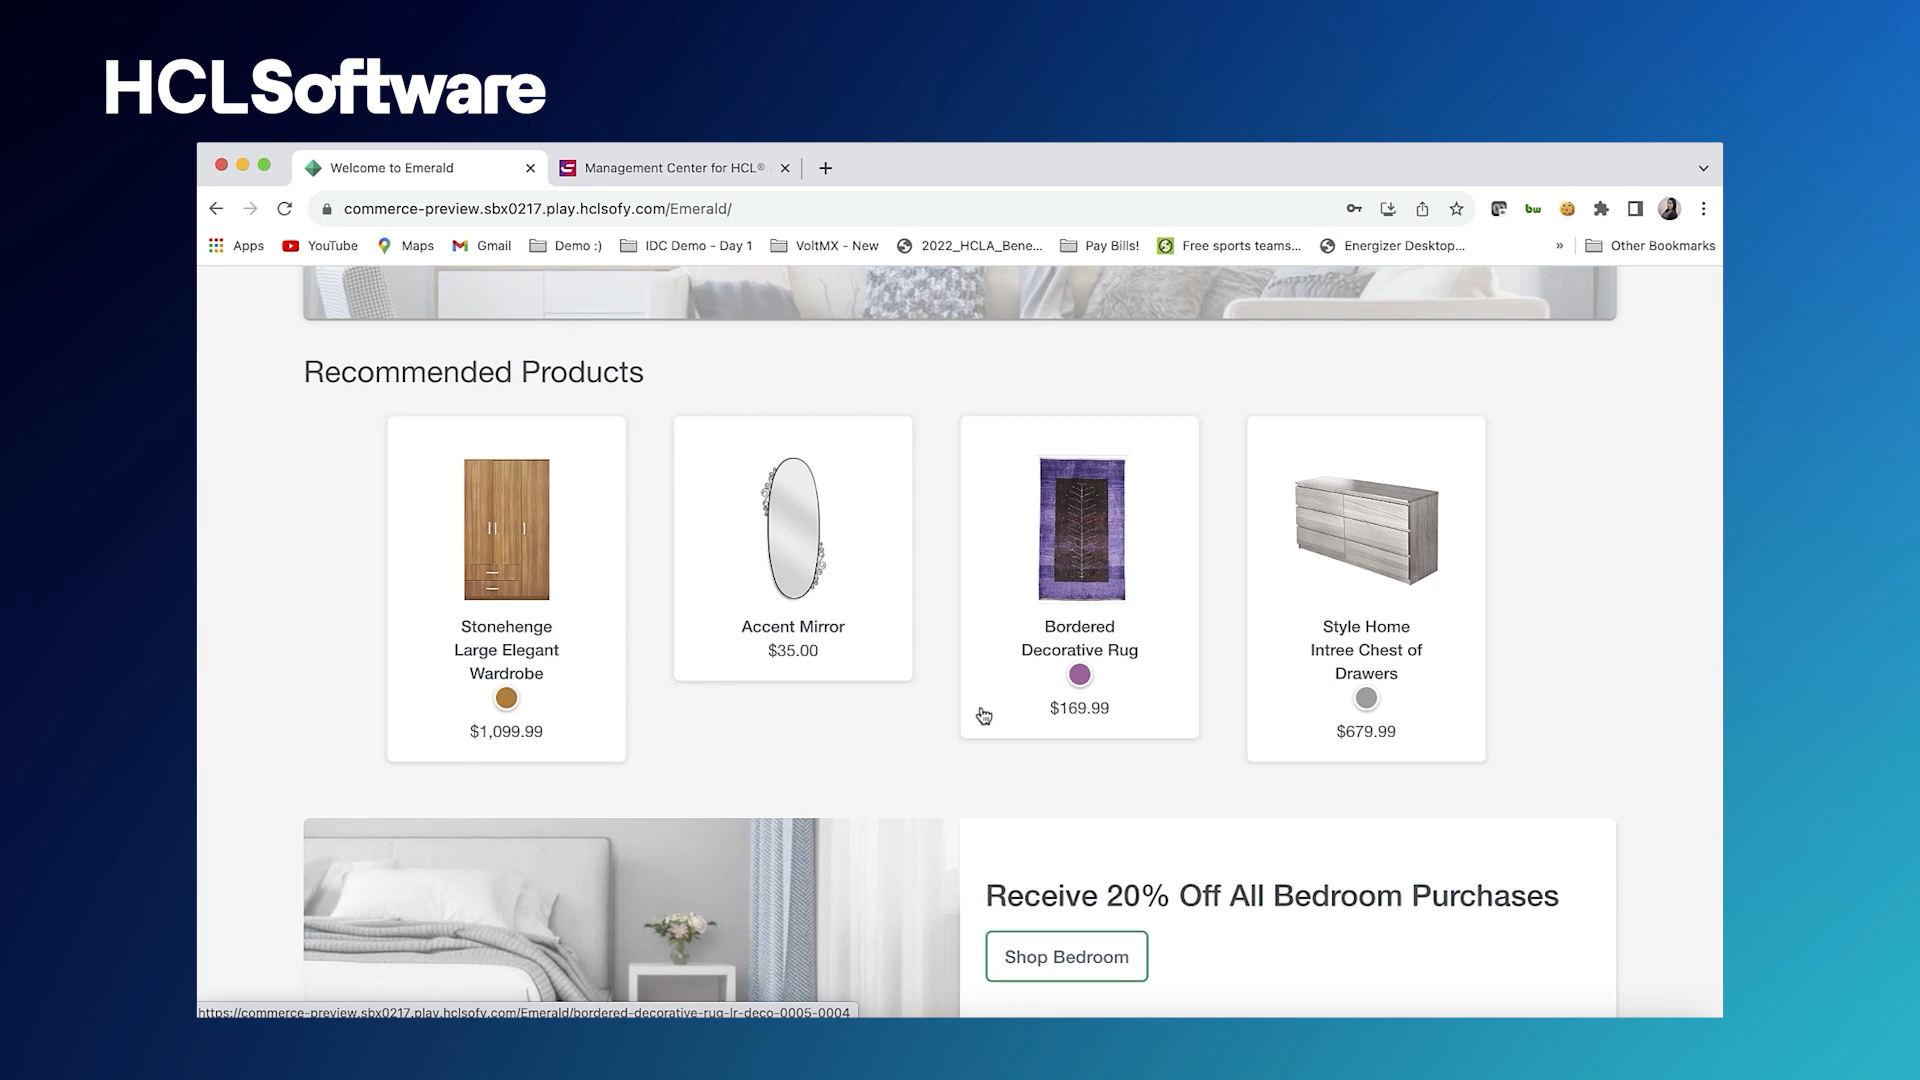 HCLSoftware
Welcome to Emerald
Management Center for HCL®
commerce-preview.sbx0217.play.hclsofy.com/Emerald/
bw
Apps YouTube Maps Gmail Demo :) IDC Demo - Day 1 VoltMX - New 2022_HCLA_Bene... Pay Bills! Free sports teams... Energizer Desktop... » Other Bookmarks
Recommended Products
Stonehenge
Large Elegant
Wardrobe
$1,099.99
Accent Mirror
$35.00
Bordered
Decorative Rug
$169.99
Style Home
Intree Chest of
Drawers
$679.99
Receive 20% Off All Bedroom Purchases
Shop Bedroom
https://commerce-preview.sbx0217.play.hclsofy.com/Emerald/bordered-decorative-rug-lr-deco-0005-0004